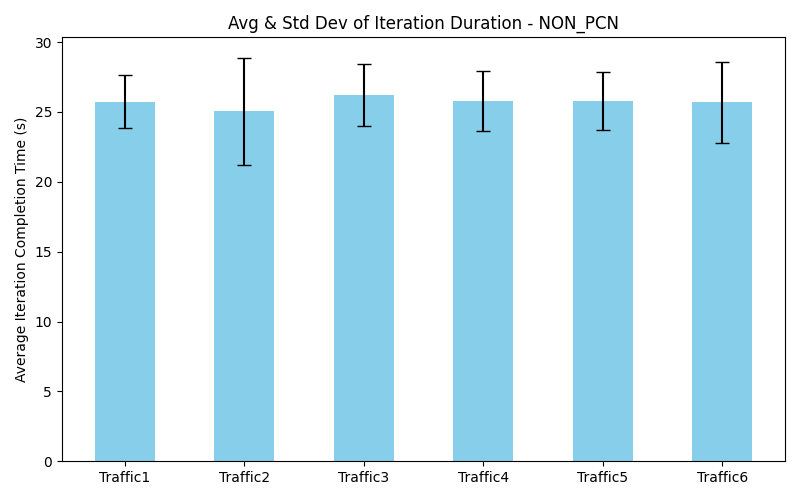 Avg & Std Dev of Iteration Duration - NON_PCN
Average Iteration Completion Time (s)
30
25
20
15
10
5
0
Traffic1 Traffic2 Traffic3 Traffic4 Traffic5 Traffic6